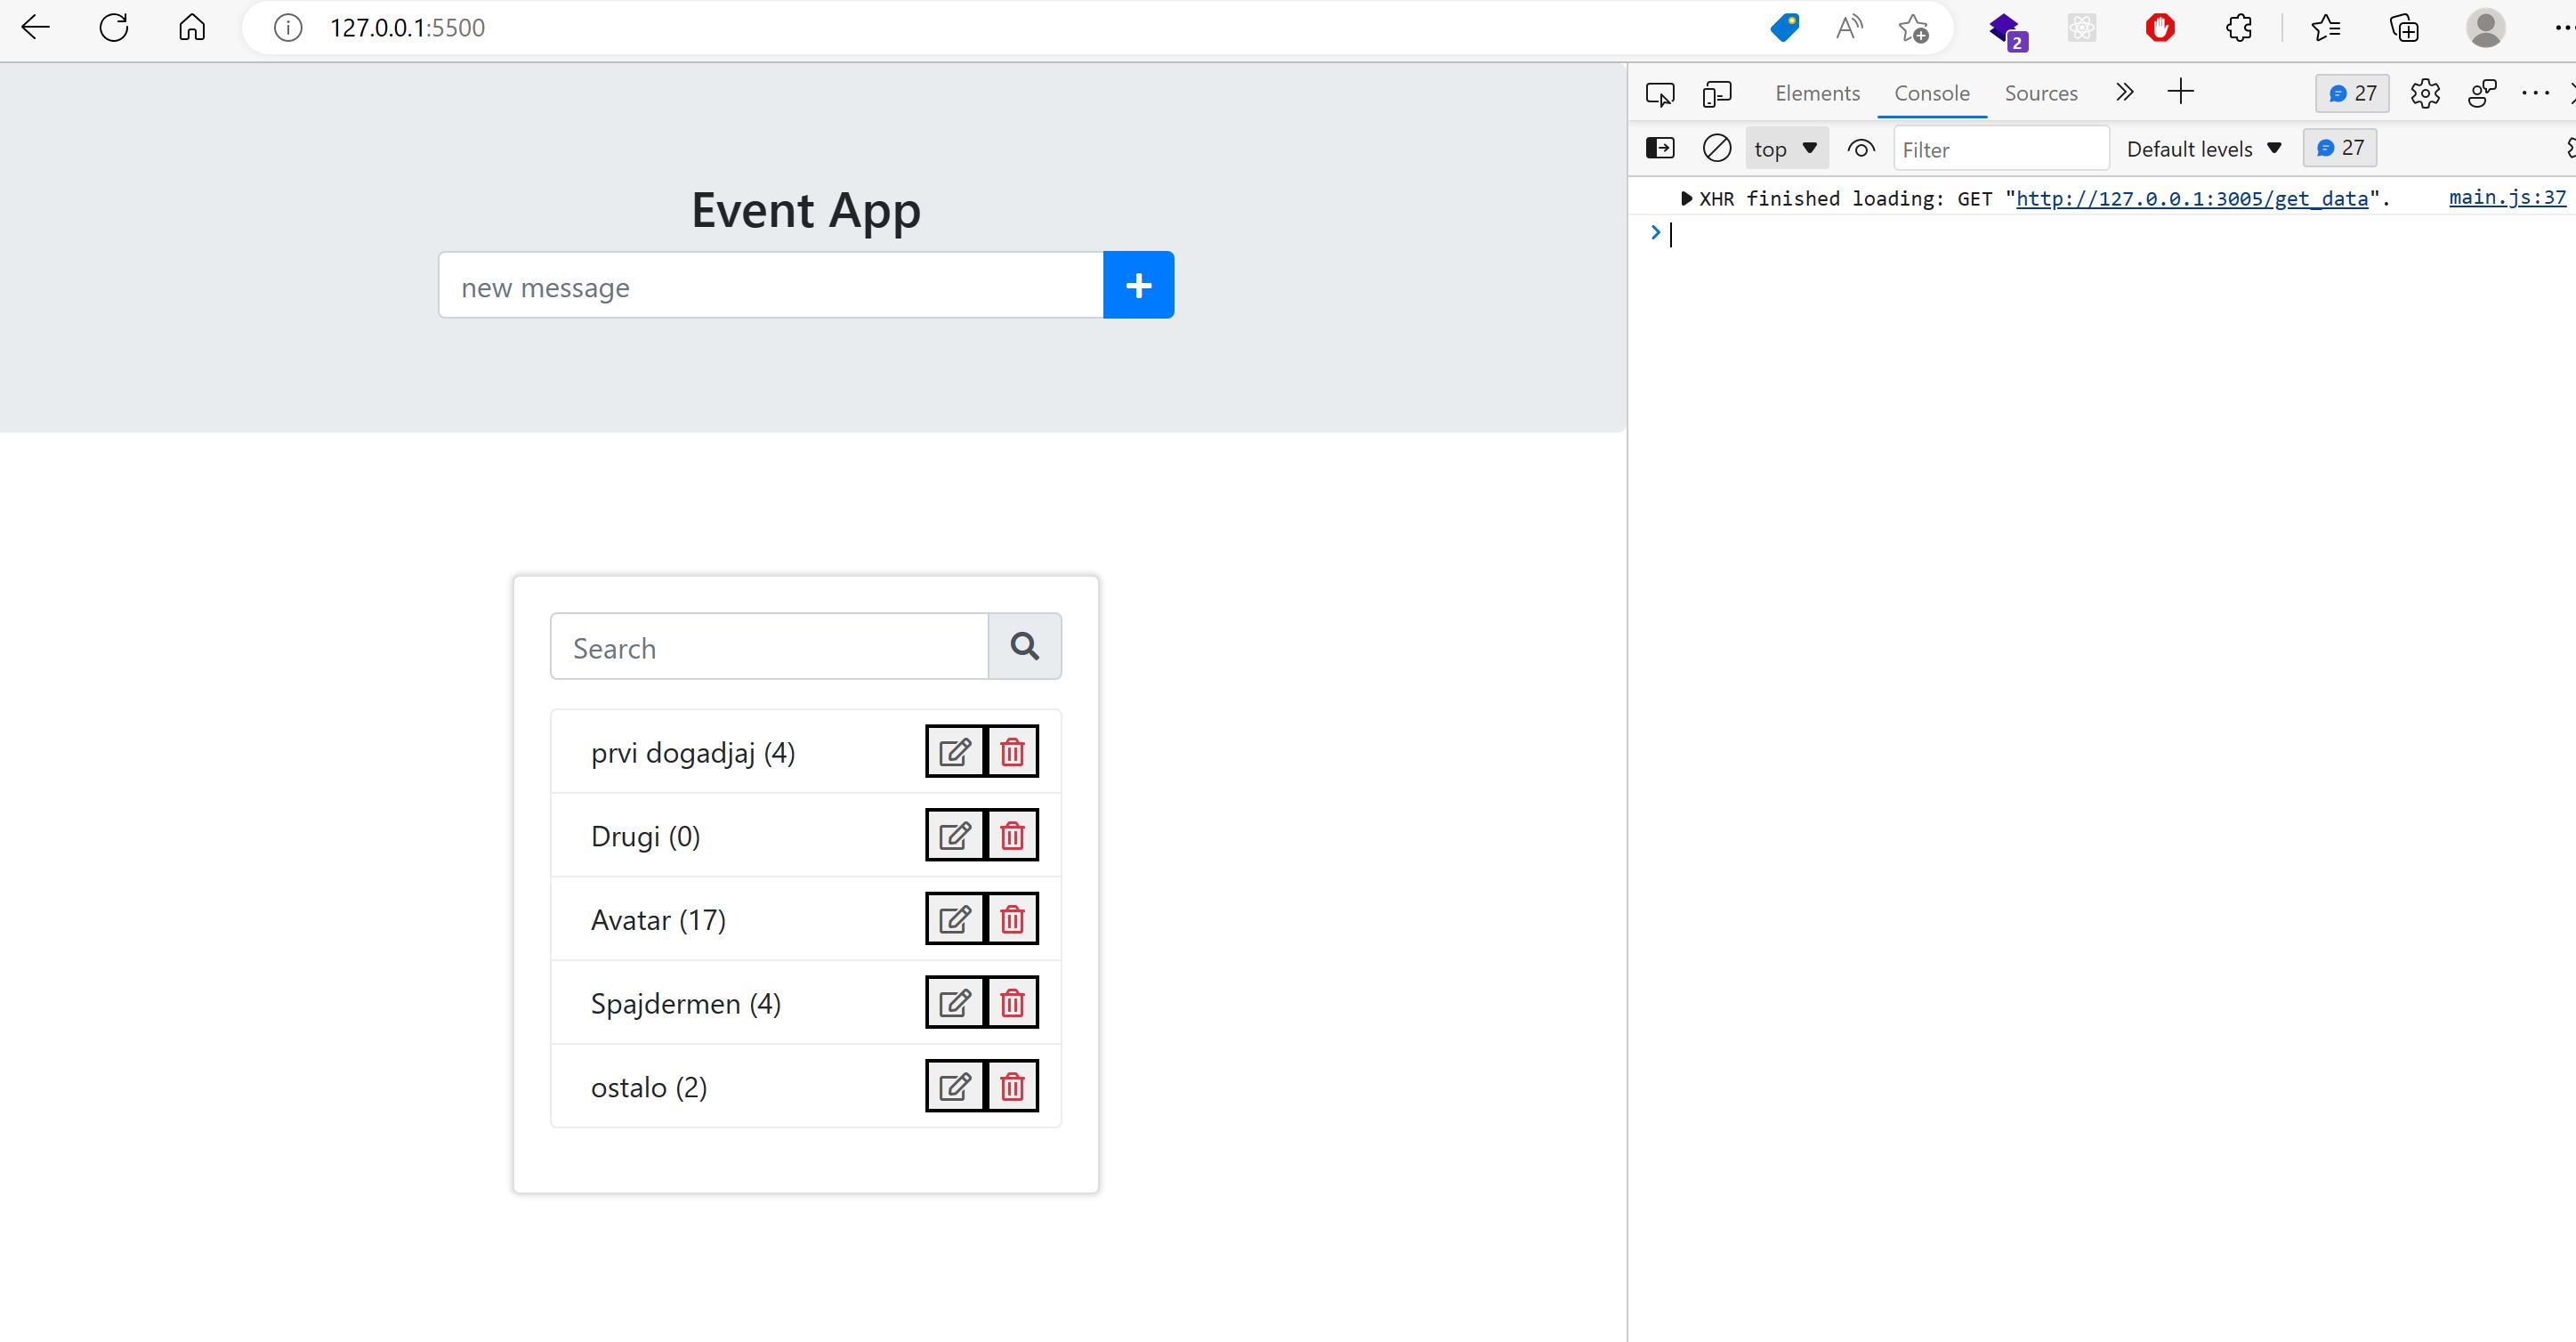 127.0.0.1:5500
2
Elements Console Sources 27
top Filter Default levels 27
XHR finished loading: GET "http://127.0.0.1:3005/get_data". main.js:37
Event App
new message
Search
prvi dogadjaj (4)
Drugi (0)
Avatar (17)
Spajdermen (4)
ostalo (2)